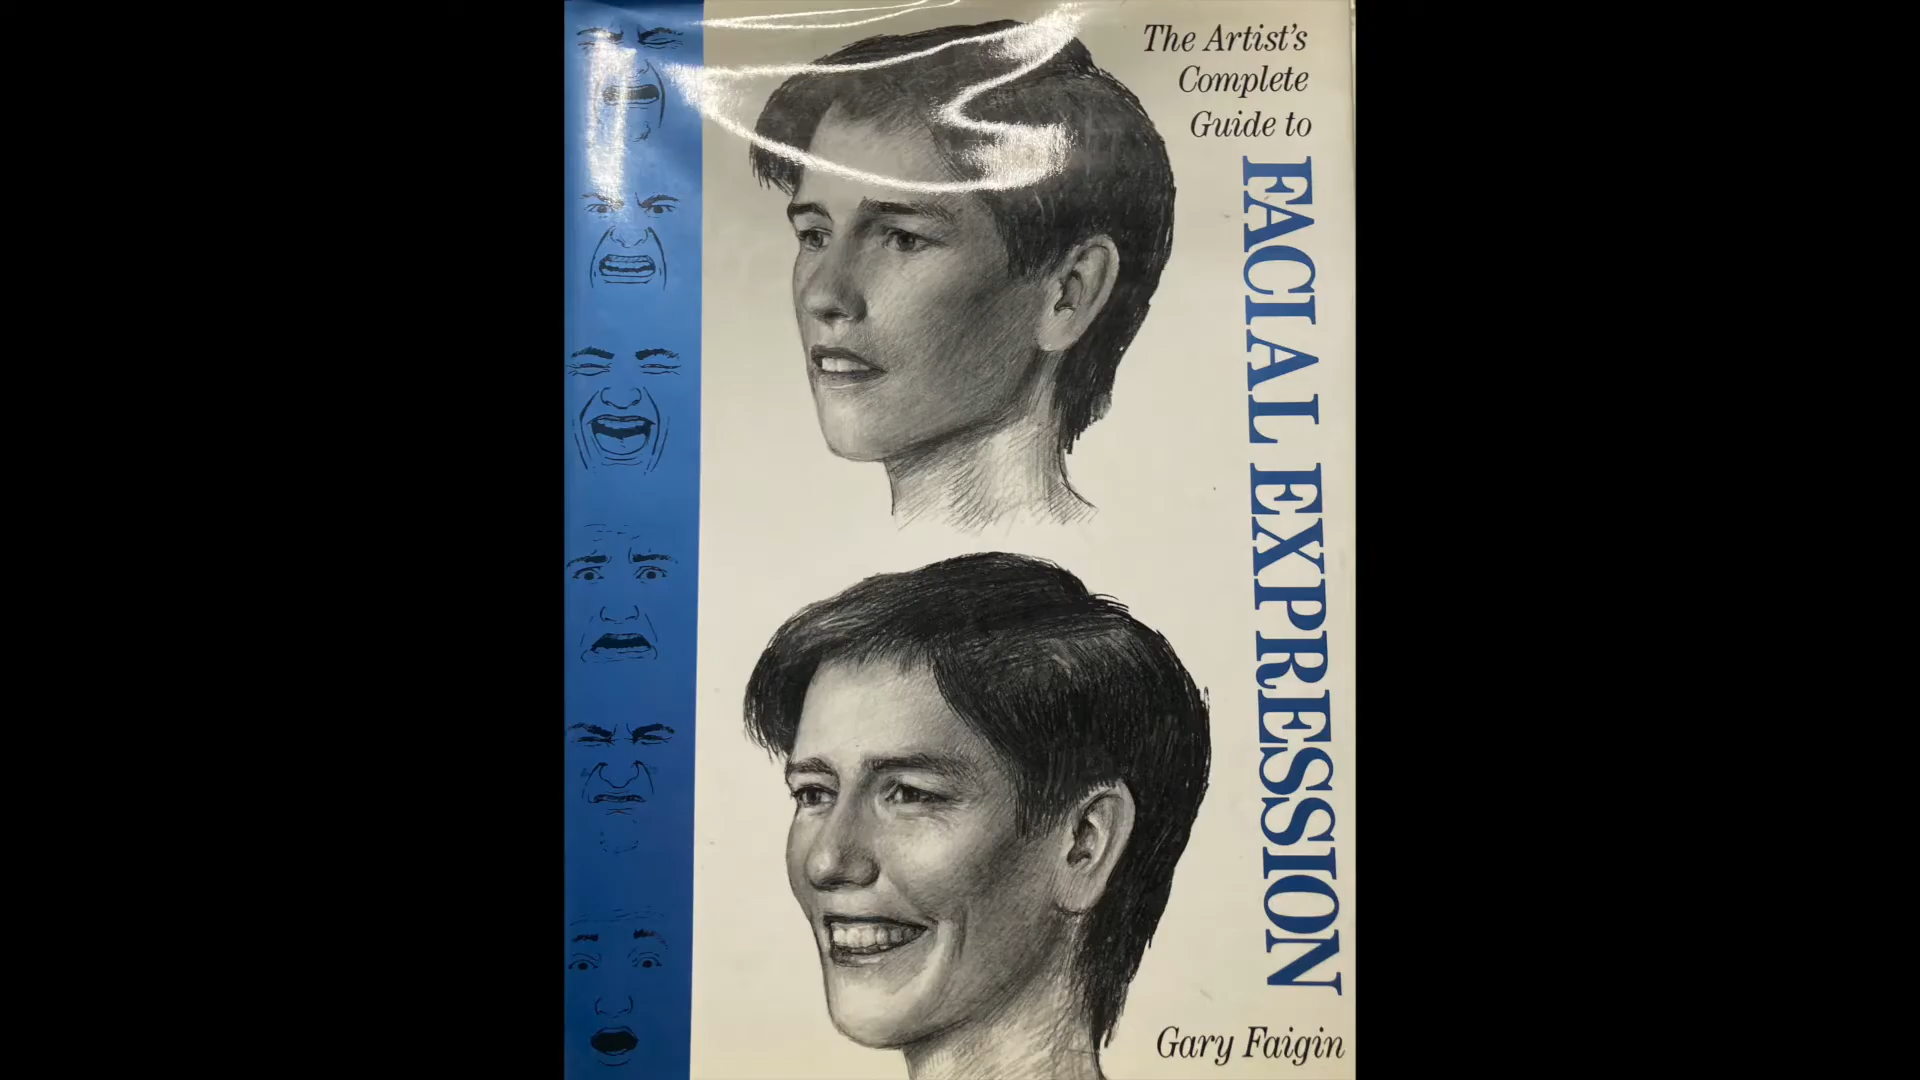 The Artist's
Complete
Guide to
FACIAL EXPRESSION
Gary Faigin